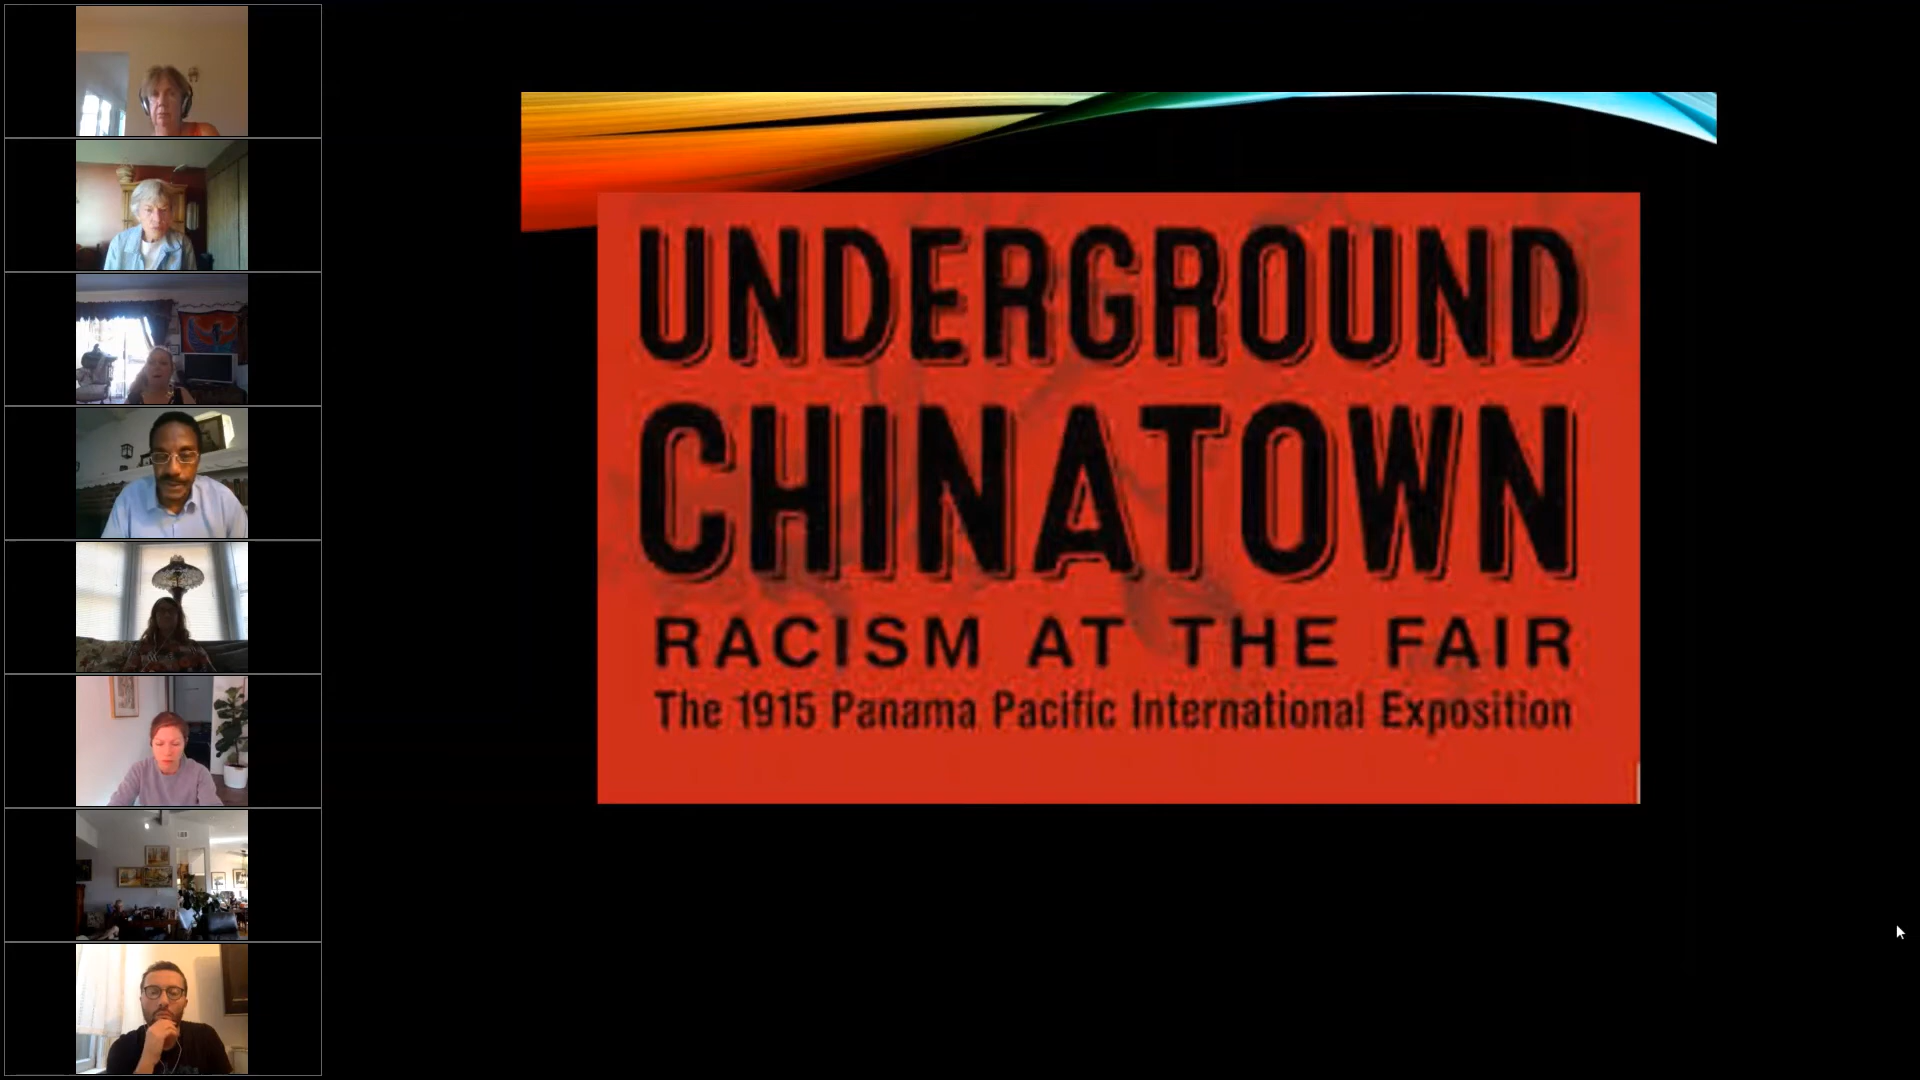 UNDERGROUND
CHINATOWN
RACISM AT THE FAIR
The 1915 Panama Pacific International Exposition